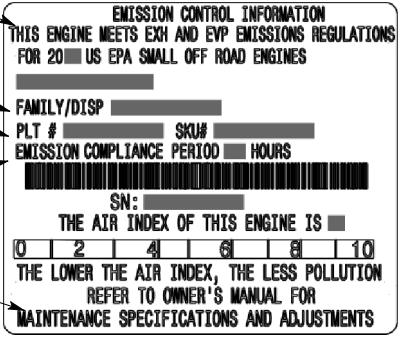 EMISSION CONTROL INFORMATION
THIS ENGINE MEETS EXH AND EVP EMISSIONS REGULATIONS
FOR 20 US EPA SMALL OFF ROAD ENGINES
FAMILY/DISP
PLT # SKU#
EMISSION COMPLIANCE PERIOD HOURS
SN:
THE AIR INDEX OF THIS ENGINE IS
0 2 4 6 8 10
THE LOWER THE AIR INDEX, THE LESS POLLUTION
REFER TO OWNER'S MANUAL FOR
MAINTENANCE SPECIFICATIONS AND ADJUSTMENTS